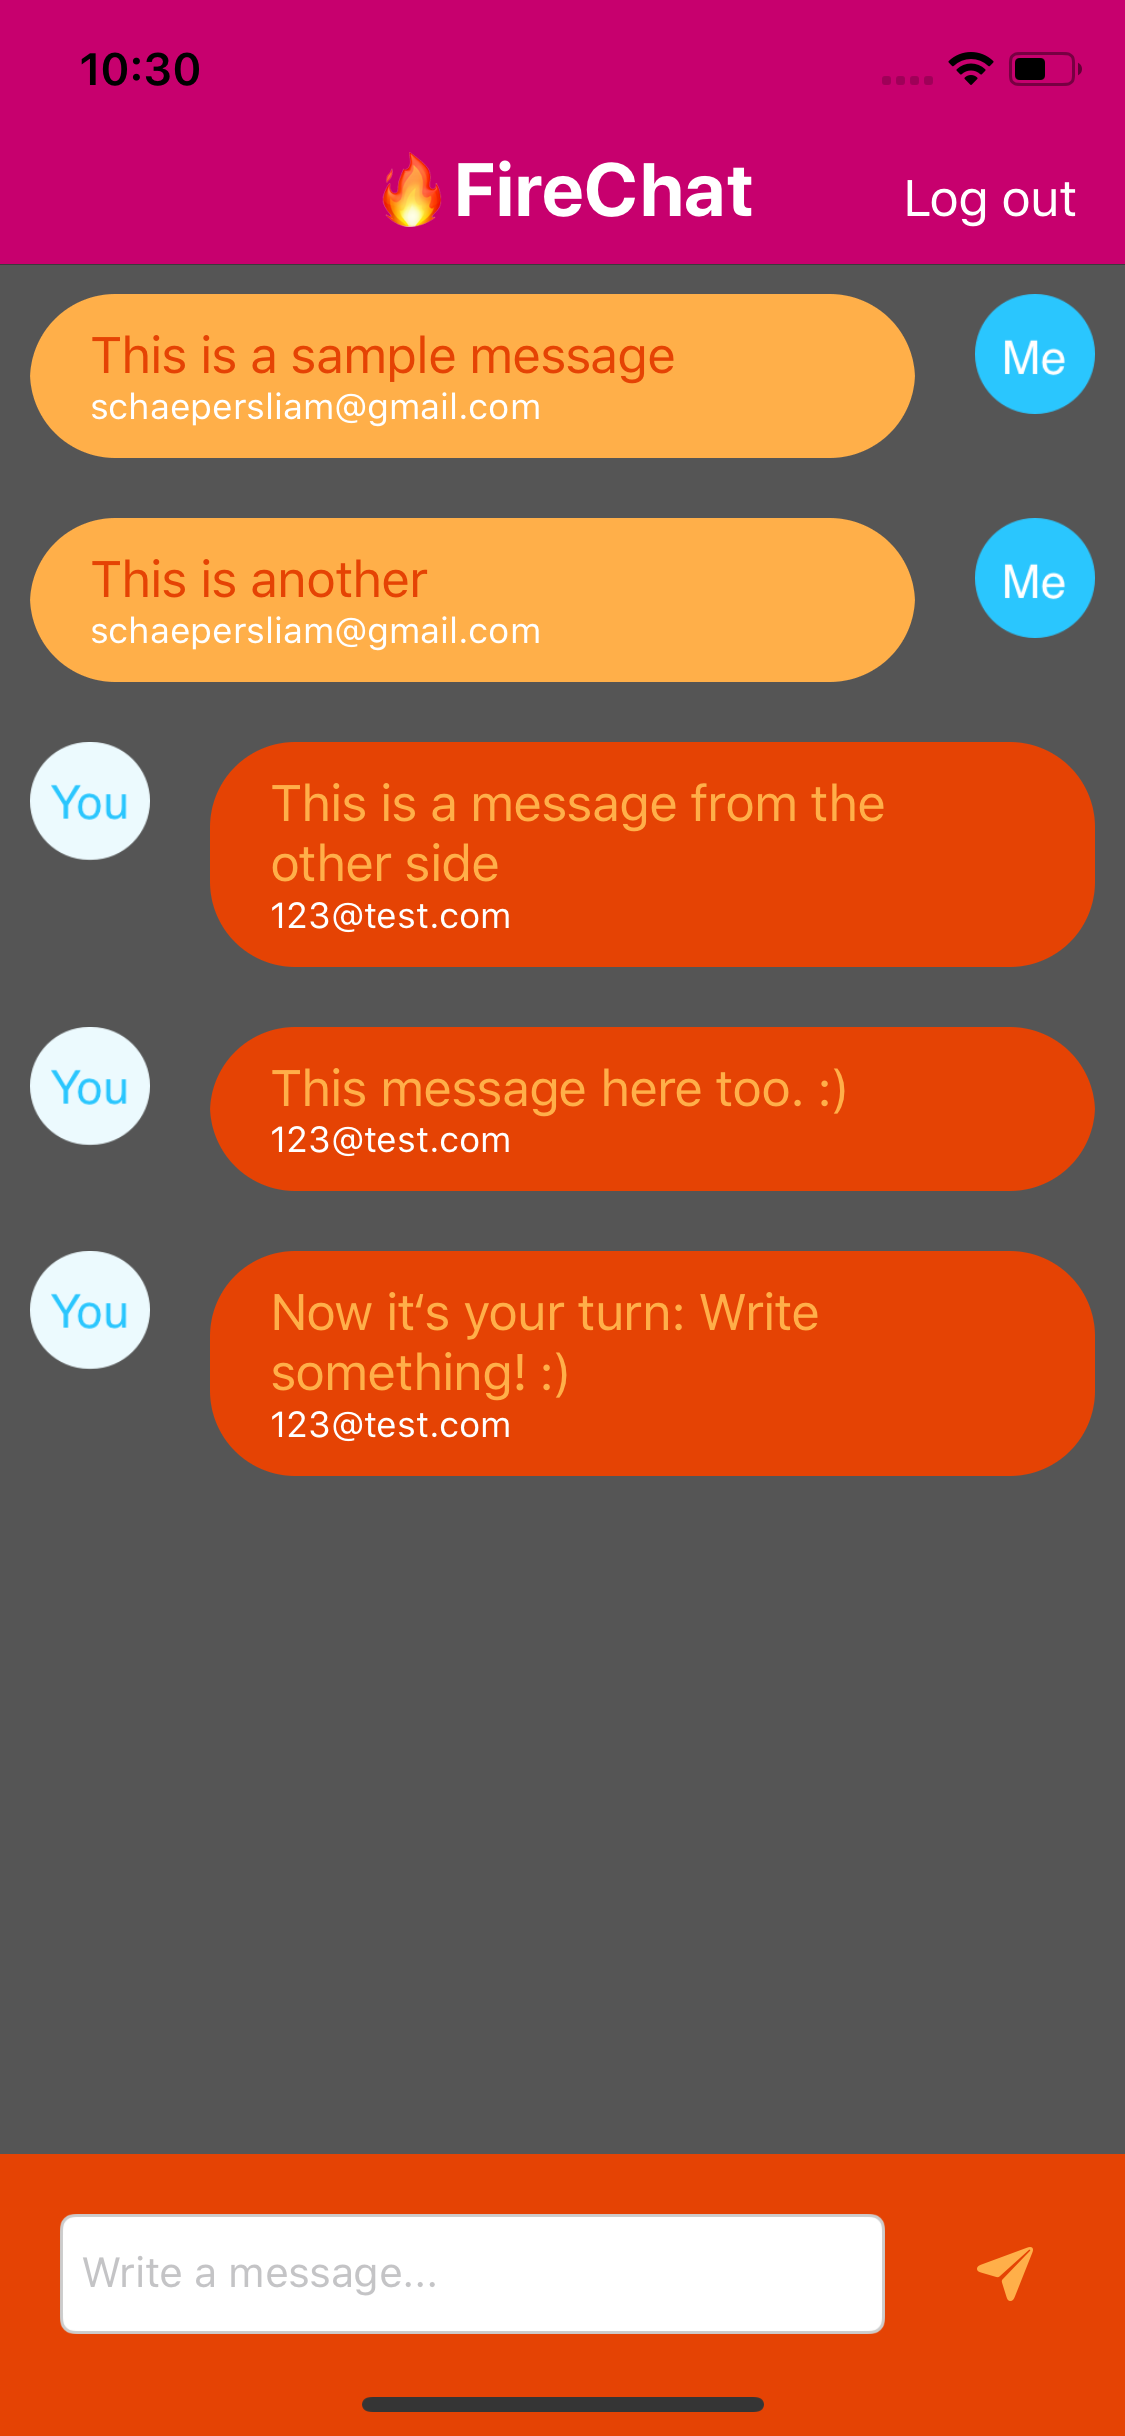 10:30
🔥FireChat
Log out
This is a sample message
schaepersliam@gmail.com
Me
This is another
schaepersliam@gmail.com
Me
You
This is a message from the
other side
123@test.com
You
This message here too. :)
123@test.com
You
Now it‘s your turn: Write
something! :)
123@test.com
Write a message...